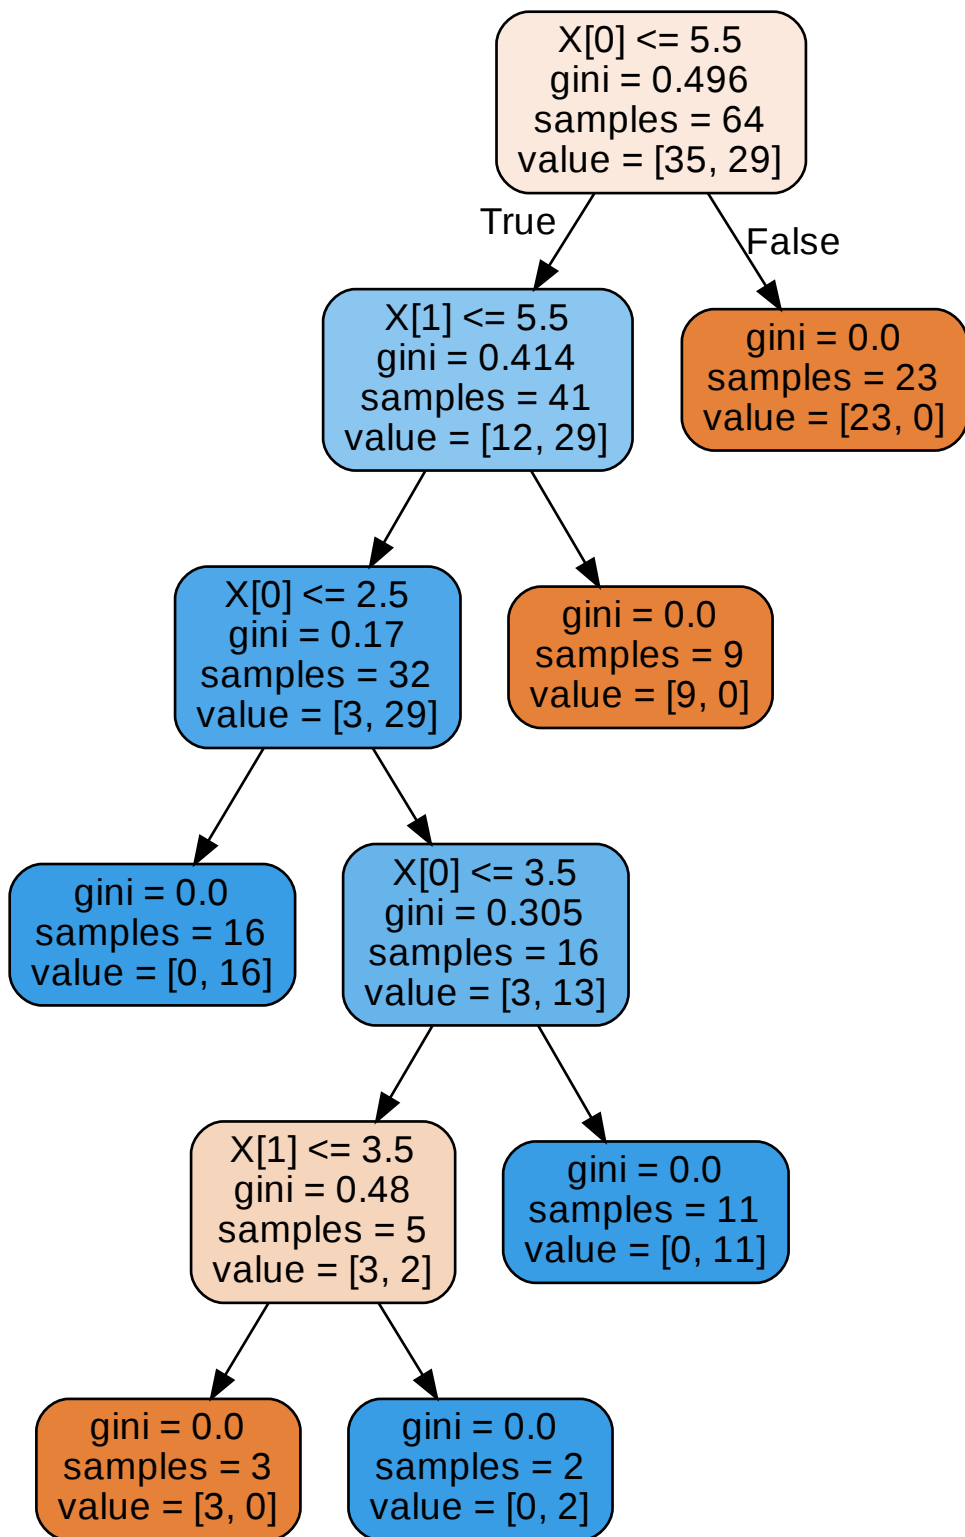 X[0] <= 5.5
gini = 0.496
samples = 64
value = [35, 29]
True
False
X[1] <= 5.5
gini = 0.414
samples = 41
value = [12, 29]
gini = 0.0
samples = 23
value = [23, 0]
X[0] <= 2.5
gini = 0.17
samples = 32
value = [3, 29]
gini = 0.0
samples = 9
value = [9, 0]
gini = 0.0
samples = 16
value = [0, 16]
X[0] <= 3.5
gini = 0.305
samples = 16
value = [3, 13]
X[1] <= 3.5
gini = 0.48
samples = 5
value = [3, 2]
gini = 0.0
samples = 11
value = [0, 11]
gini = 0.0
samples = 3
value = [3, 0]
gini = 0.0
samples = 2
value = [0, 2]